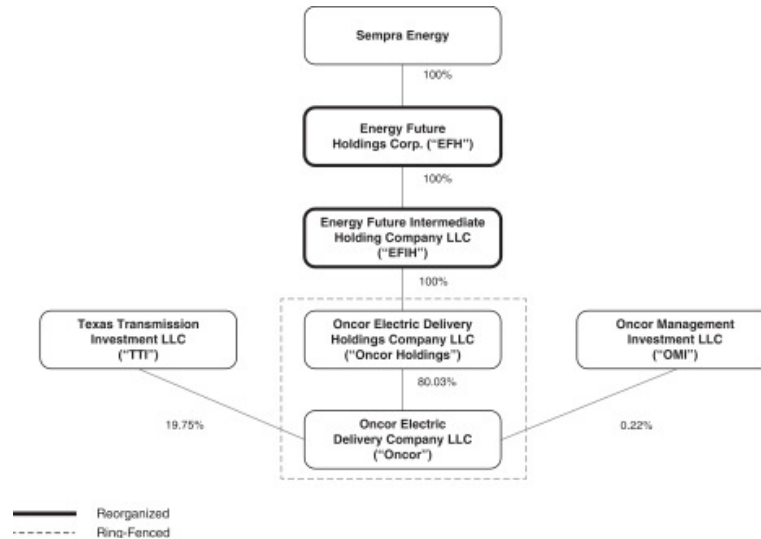 Sempra Energy
100%
Energy Future
Holdings Corp. (“EFH”)
100%
Energy Future Intermediate
Holding Company LLC
(“EFIH”)
100%
Texas Transmission
Investment LLC
(“TTI”)
Oncor Electric Delivery
Holdings Company LLC
(“Oncor Holdings”)
Oncor Management
Investment LLC
(“OMI”)
80.03%
19.75%
0.22%
Oncor Electric
Delivery Company LLC
(“Oncor”)
Reorganized
Ring-Fenced